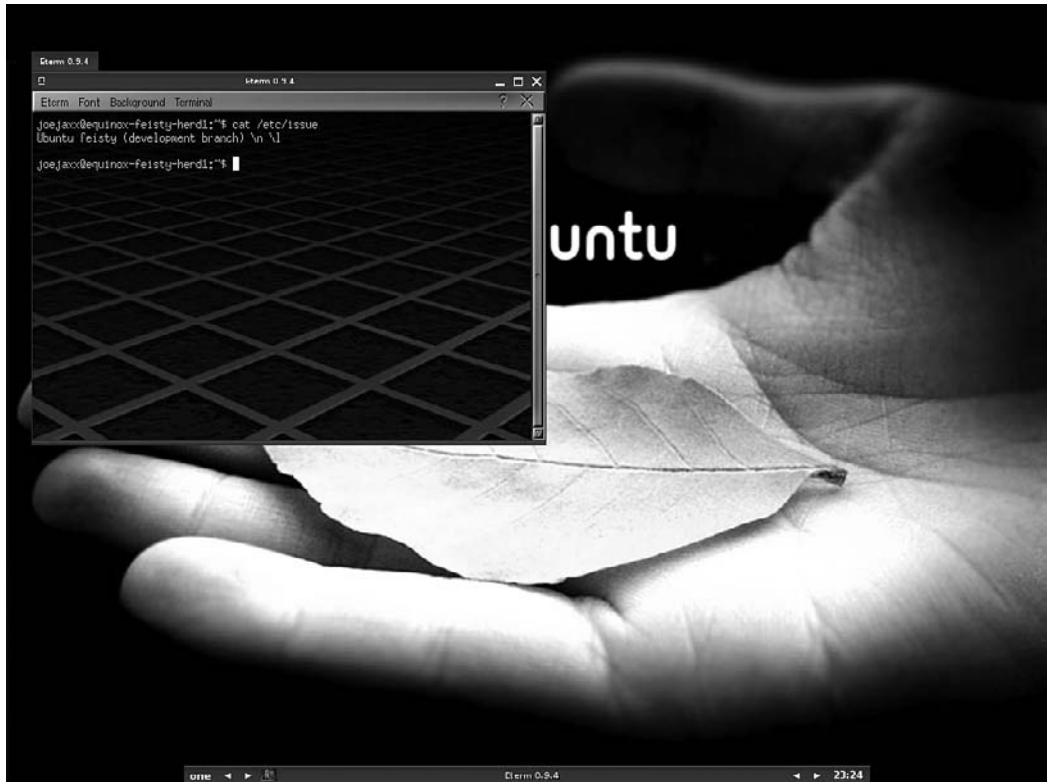 Eterm 0.9.4
Eterm 0.9.4
Eterm Font Background Terminal ?
joejaxx@equinox-feisty-herd1:~$ cat /etc/issue
Ubuntu feisty (development branch) \n \l
joejaxx@equinox-feisty-herd1:~$
untu
one Eterm 0.9.4 23:24